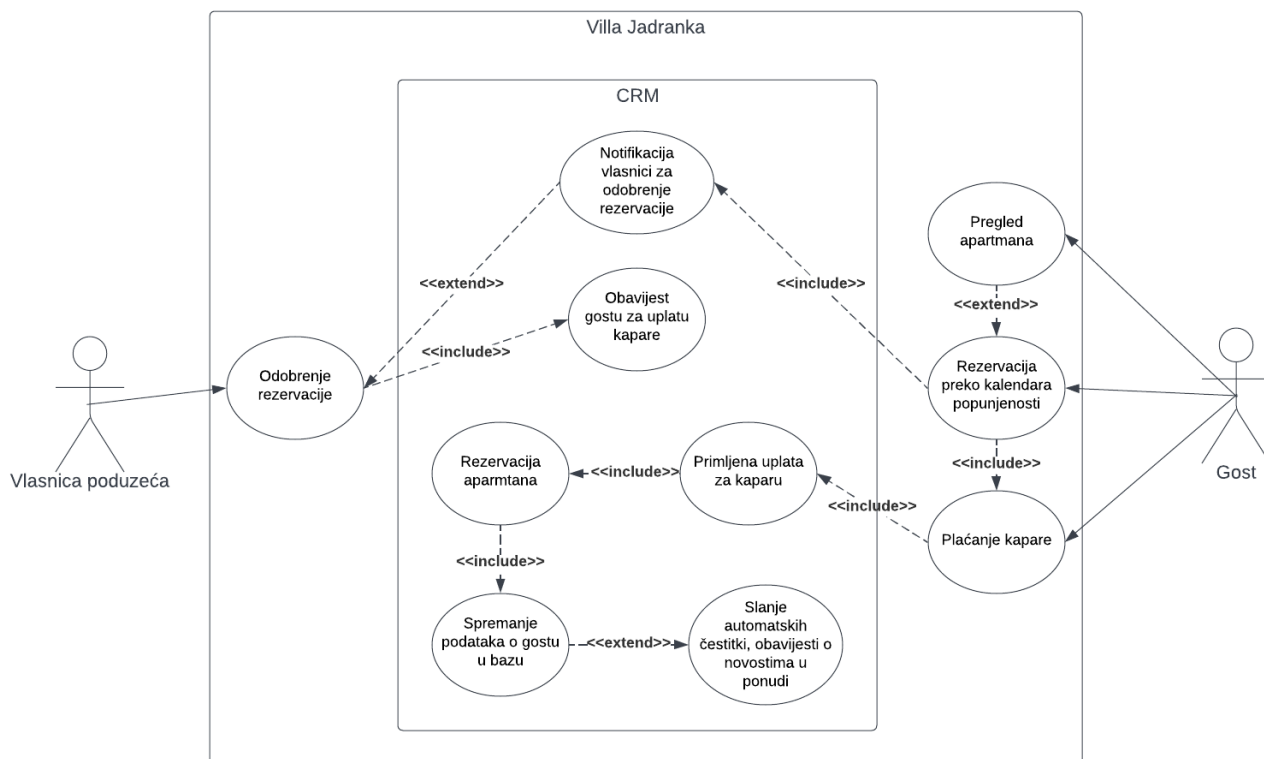 Villa Jadranka
CRM
Notifikacija
vlasnici za
odobrenje
rezervacije
Pregled
apartmana
<<extend>>
<<include>>
<<extend>>
Obavijest
gostu za uplatu
kapare
<<include>>
Odobrenje
rezervacije
Rezervacija
preko kalendara
popunjenosti
Vlasnica poduzeća
Gost
<<include>>
Rezervacija
aparmtana
<<include>>
Primljena uplata
za kaparu
<<include>>
Plaćanje kapare
<<include>>
Spremanje
podataka o gostu
u bazu
<<extend>>
Slanje
automatskih
čestitki, obavijesti o
novostima u
ponudi